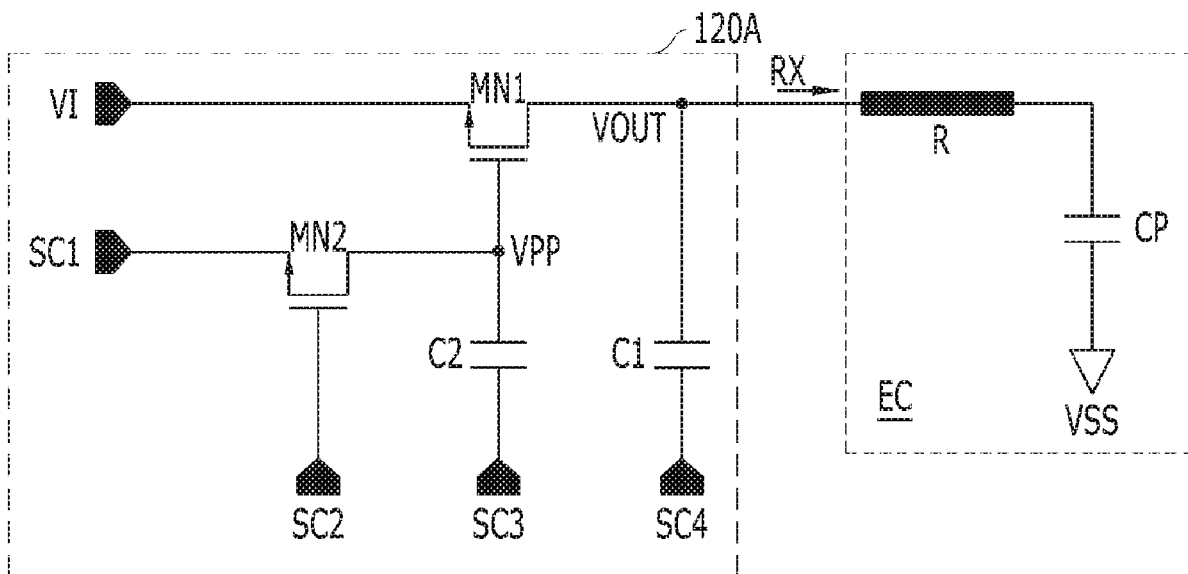 120A
VI
MN1
RX
VOUT
R
SC1
MN2
VPP
CP
C2
C1
EC
VSS
SC2
SC3
SC4